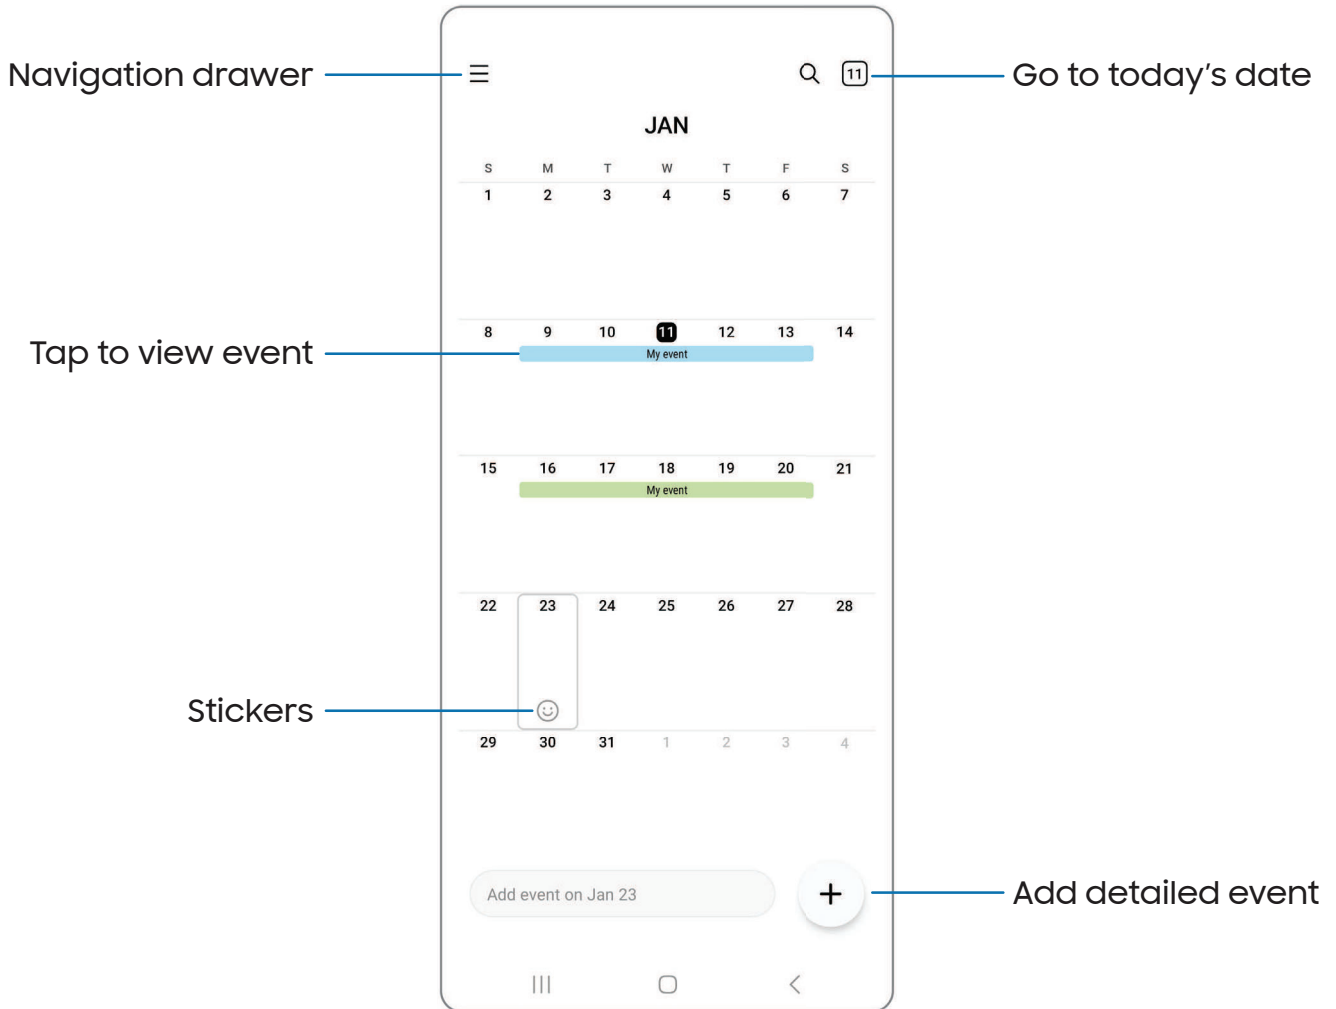 Navigation drawer
11
Go to today's date
JAN
S M T W T F S
1 2 3 4 5 6 7
8 9 10 11 12 13 14
Tap to view event
My event
15 16 17 18 19 20 21
My event
22 23 24 25 26 27 28
Stickers
29 30 31 1 2 3 4
Add event on Jan 23
Add detailed event